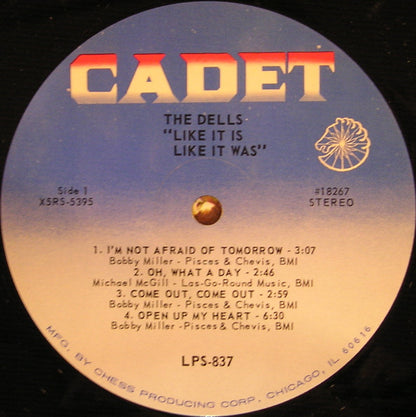 CADET
THE DELLS
"LIKE IT IS
LIKE IT WAS"
Side 1
XSRS-5395
#18267
STEREO
1. I'M NOT AFRAID OF TOMORROW - 3:07
Bobby Miller - Pisces & Chevis, BMI
2. OH, WHAT A DAY - 2:46
Michael McGill - Las-Go-Round Music, BMI
3. COME OUT, COME OUT - 2:59
Bobby Miller -Pisces & Chevis, BMI
4. OPEN UP MY HEART - 6:30
Bobby Miller -Pisces & Chevis, BMI
LPS-837
MFG. BY CHESS PRODUCING CORP., CHICAGO, IL 60616